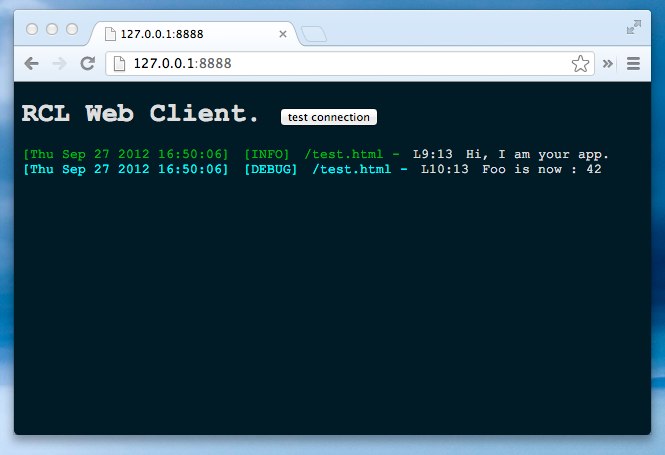 127.0.0.1:8888
127.0.0.1:8888
RCL Web Client. test connection
[Thu Sep 27 2012 16:50:06] [INFO] /test.html - L9:13 Hi, I am your app.
[Thu Sep 27 2012 16:50:06] [DEBUG] /test.html - L10:13 Foo is now : 42